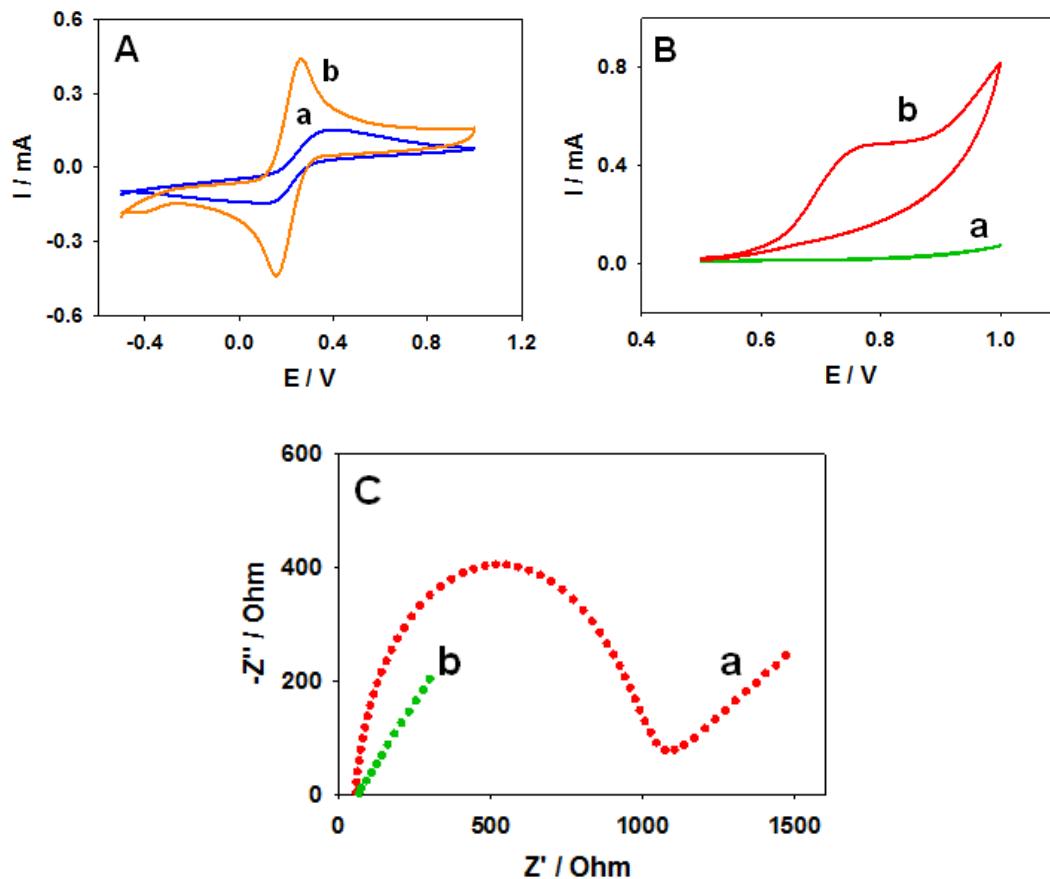 A
b
a
I / mA
0.6
0.3
0.0
-0.3
-0.6
-0.4 0.0 0.4 0.8 1.2
E / V
B
b
a
I / mA
0.8
0.4
0.0
0.4 0.6 0.8 1.0
E / V
C
b
a
-Z'' / Ohm
600
400
200
0
0 500 1000 1500
Z' / Ohm